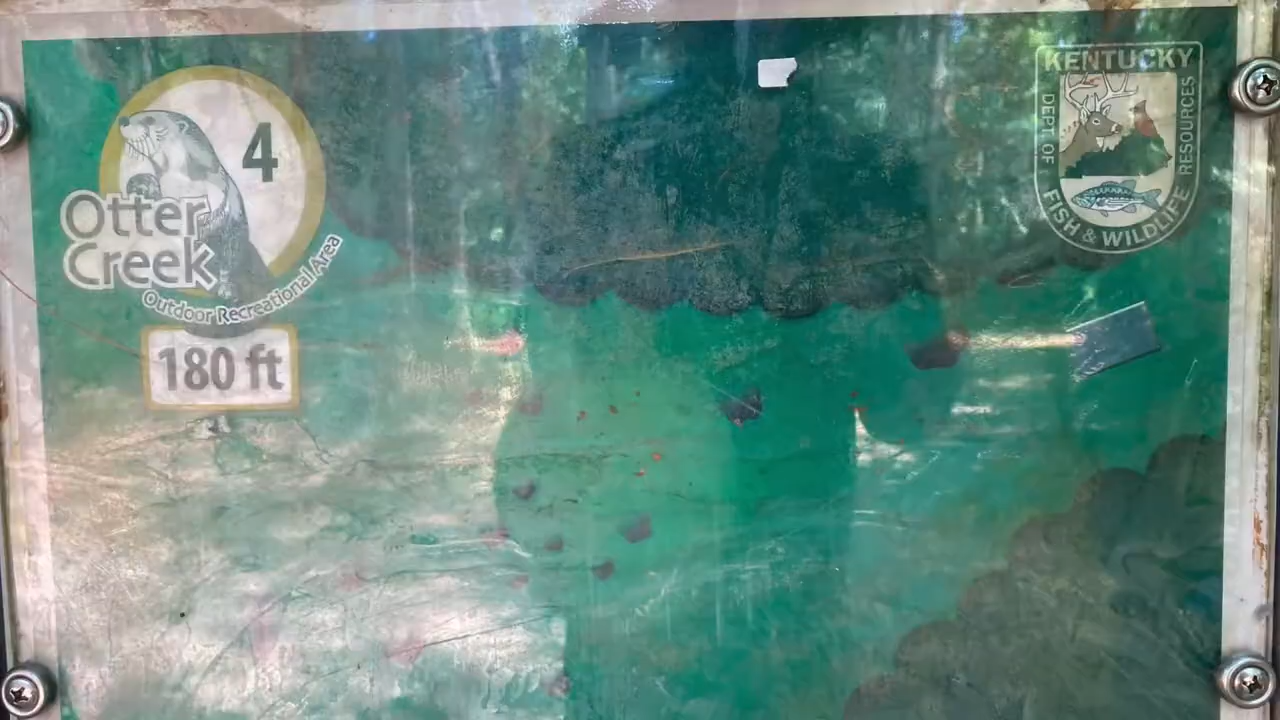 4
Otter
Creek
Outdoor Recreational Area
180 ft
KENTUCKY
DEPT OF
FISH & WILDLIFE
RESOURCES